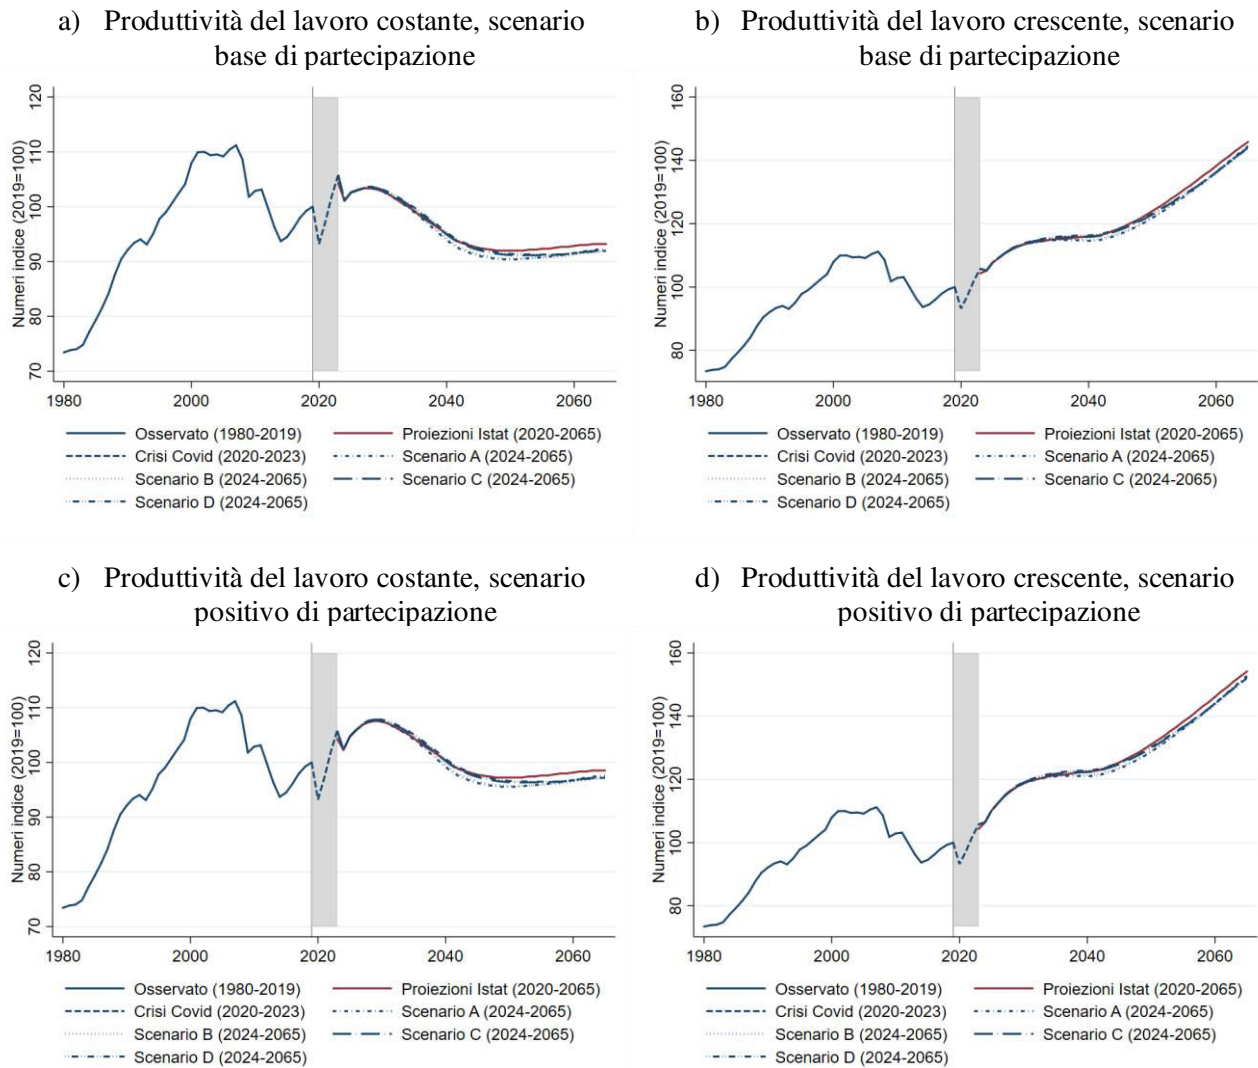 a) Produttività del lavoro costante, scenario
base di partecipazione
b) Produttività del lavoro crescente, scenario
base di partecipazione
Numeri indice (2019=100)
120
110
100
90
80
70
1980 2000 2020 2040 2060
Osservato (1980-2019) Proiezioni Istat (2020-2065)
Crisi Covid (2020-2023) Scenario A (2024-2065)
Scenario B (2024-2065) Scenario C (2024-2065)
Scenario D (2024-2065)
Numeri indice (2019=100)
160
140
120
100
80
1980 2000 2020 2040 2060
Osservato (1980-2019) Proiezioni Istat (2020-2065)
Crisi Covid (2020-2023) Scenario A (2024-2065)
Scenario B (2024-2065) Scenario C (2024-2065)
Scenario D (2024-2065)
c) Produttività del lavoro costante, scenario
positivo di partecipazione
d) Produttività del lavoro crescente, scenario
positivo di partecipazione
Numeri indice (2019=100)
120
110
100
90
80
70
1980 2000 2020 2040 2060
Osservato (1980-2019) Proiezioni Istat (2020-2065)
Crisi Covid (2020-2023) Scenario A (2024-2065)
Scenario B (2024-2065) Scenario C (2024-2065)
Scenario D (2024-2065)
Numeri indice (2019=100)
160
140
120
100
80
1980 2000 2020 2040 2060
Osservato (1980-2019) Proiezioni Istat (2020-2065)
Crisi Covid (2020-2023) Scenario A (2024-2065)
Scenario B (2024-2065) Scenario C (2024-2065)
Scenario D (2024-2065)